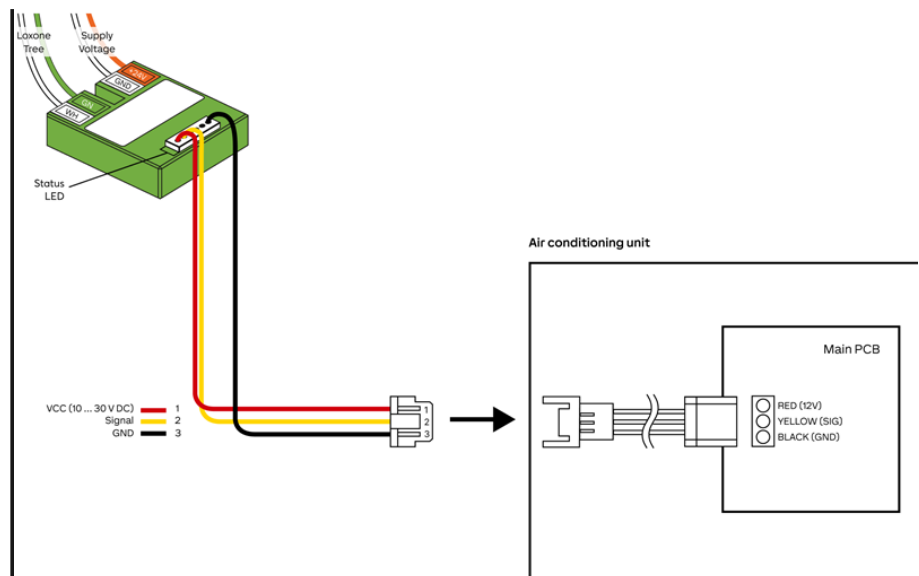 Loxone
Tree
Supply
Voltage
+24V
GND
GN
WH
Status
LED
Air conditioning unit
Main PCB
VCC (10 ... 30 V DC) 1
Signal 2
GND 3
1
2
3
RED (12V)
YELLOW (SIG)
BLACK (GND)